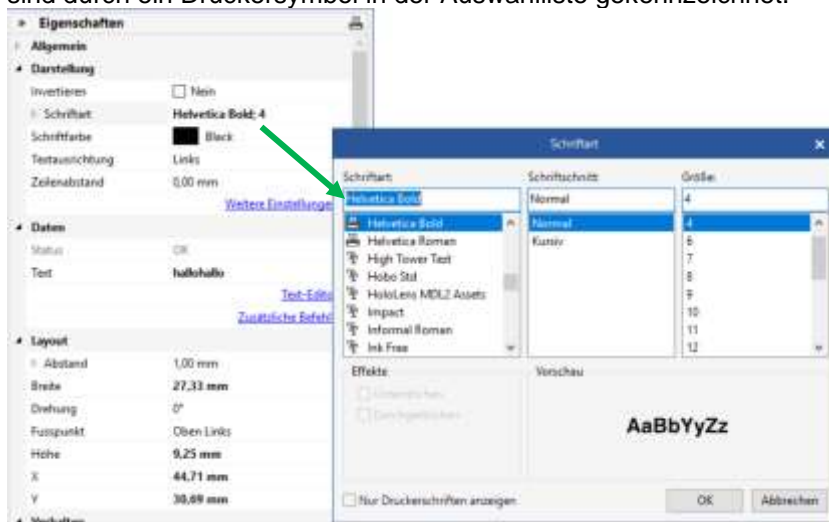 sind durch ein Druckersymbol in der Auswahlliste gekennzeichnet.
Eigenschaften
Allgemein
Darstellung
Invertieren Nein
Schriftart Helvetica Bold; 4
Schriftfarbe Black
Textausrichtung Links
Zeilenabstand 0,00 mm
Weitere Einstellungen
Daten
Status OK
Text hallohallo
Text-Edito
Zusätzliche Befehl
Layout
Abstand 1,00 mm
Breite 27,33 mm
Drehung 0°
Fusspunkt Oben Links
Höhe 9,25 mm
X 44,71 mm
Y 30,69 mm
Verhalten
Schriftart
Schriftart: Schriftschnitt: Größe:
Helvetica Bold Normal 4
Helvetica Bold Normal 4
Helvetica Roman Kursiv 6
High Tower Text 7
Hobo Std 8
HoloLens MDL2 Assets 9
Impact 10
Informal Roman 11
Ink Free 12
Effekte Vorschau
Unterstreichen
Durchgestrichen
AaBbYyZz
Nur Druckerschriften anzeigen OK Abbrechen